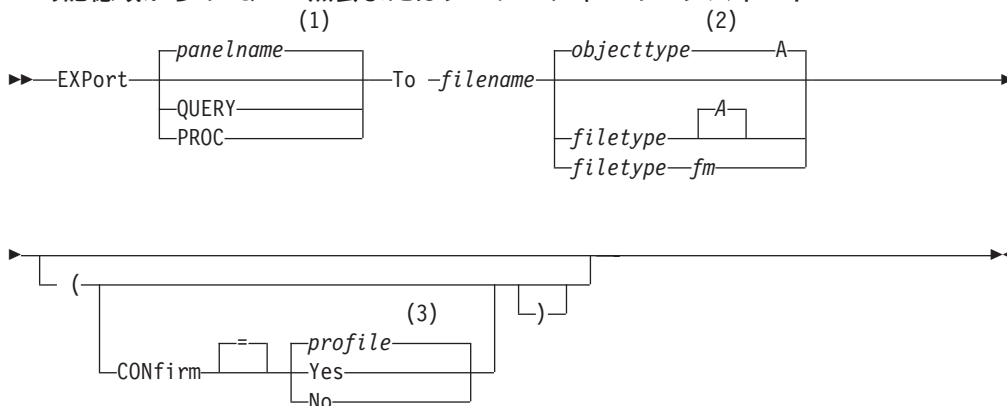 (1) (2)
panelname objecttype A
EXPort To filename
QUERY A
PROC filetype
filetype fm
(
(3) )
= profile
CONfirm Yes
No